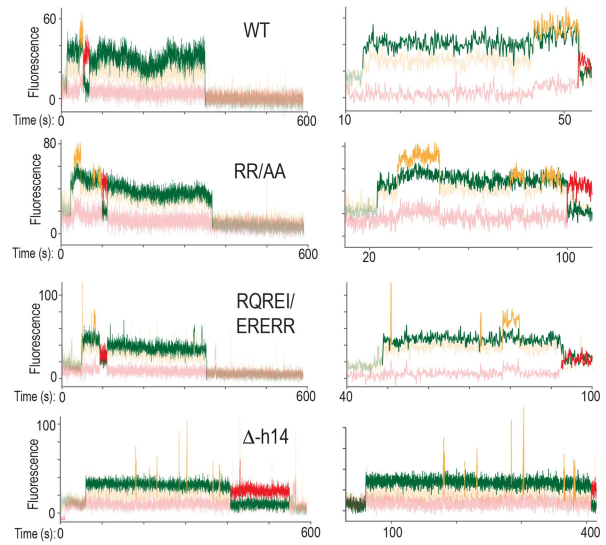 60
Fluorescence
0
WT
Time (s): 0 600 10 50
80
Fluorescence
0
RR/AA
Time (s): 0 600 20 100
100
Fluorescence
0
RQREI/
ERERR
Time (s): 0 600 40 100
100
Fluorescence
0
Δ-h14
Time (s): 0 600 100 400